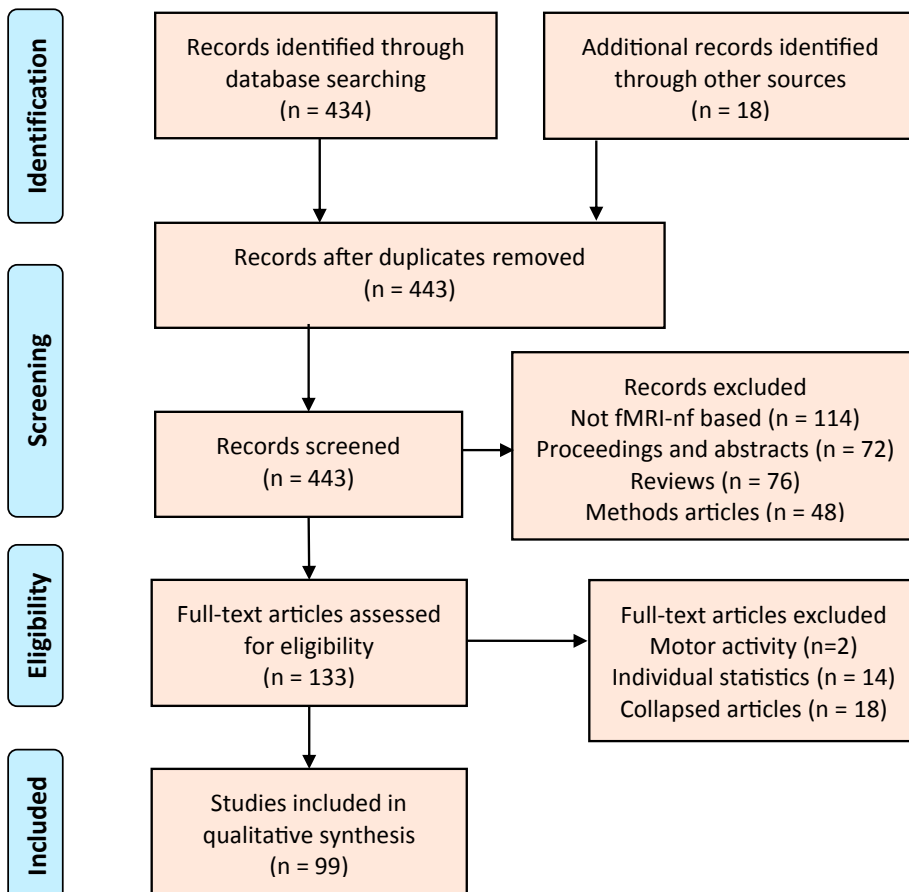 Identification
Records identified through
database searching
(n = 434)
Additional records identified
through other sources
(n = 18)
Screening
Records after duplicates removed
(n = 443)
Records screened
(n = 443)
Records excluded
Not fMRI-nf based (n = 114)
Proceedings and abstracts (n = 72)
Reviews (n = 76)
Methods articles (n = 48)
Eligibility
Full-text articles assessed
for eligibility
(n = 133)
Full-text articles excluded
Motor activity (n=2)
Individual statistics (n = 14)
Collapsed articles (n = 18)
Included
Studies included in
qualitative synthesis
(n = 99)